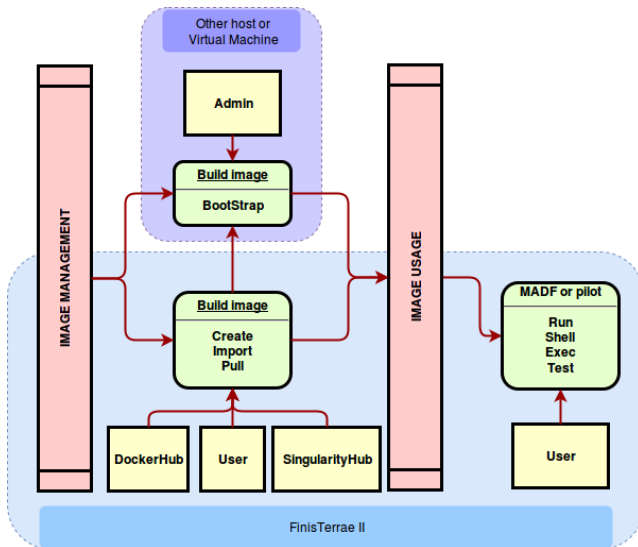 Other host or
Virtual Machine
Admin
Build image
BootStrap
IMAGE MANAGEMENT
IMAGE USAGE
Build image
Create
Import
Pull
MADF or pilot
Run
Shell
Exec
Test
DockerHub
User
SingularityHub
User
FinisTerrae II